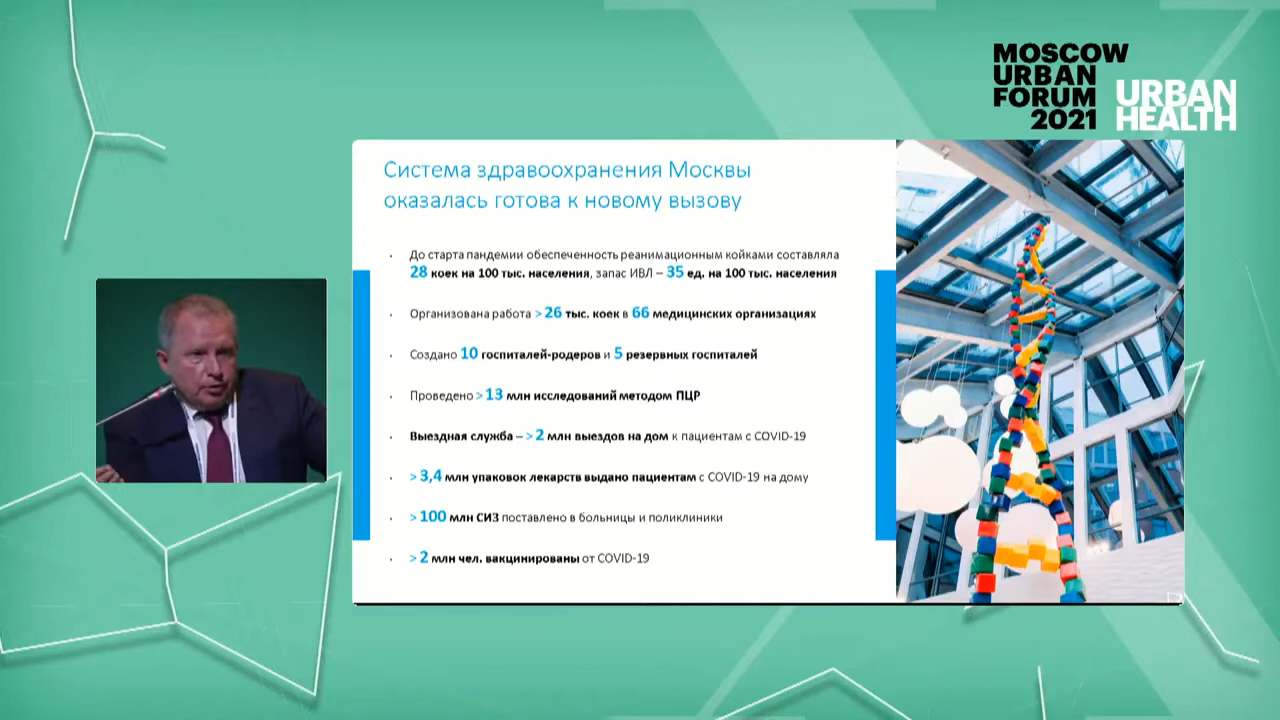 MOSCOW
URBAN
FORUM
2021
URBAN
HEALTH
Система здравоохранения Москвы
оказалась готова к новому вызову
До старта пандемии обеспеченность реанимационным койками составляла
28 коек на 100 тыс. населения, запас ИВЛ – 35 ед. на 100 тыс. населения
Организована работа > 26 тыс. коек в 66 медицинских организациях
Создано 10 госпиталей-родеров и 5 резервных госпиталей
Проведено > 13 млн исследований методом ПЦР
Выездная служба – > 2 млн выездов на дом к пациентам с COVID-19
> 3,4 млн упаковок лекарств выдано пациентам с COVID-19 на дому
> 100 млн СИЗ поставлено в больницы и поликлиники
> 2 млн чел. вакцинированы от COVID-19